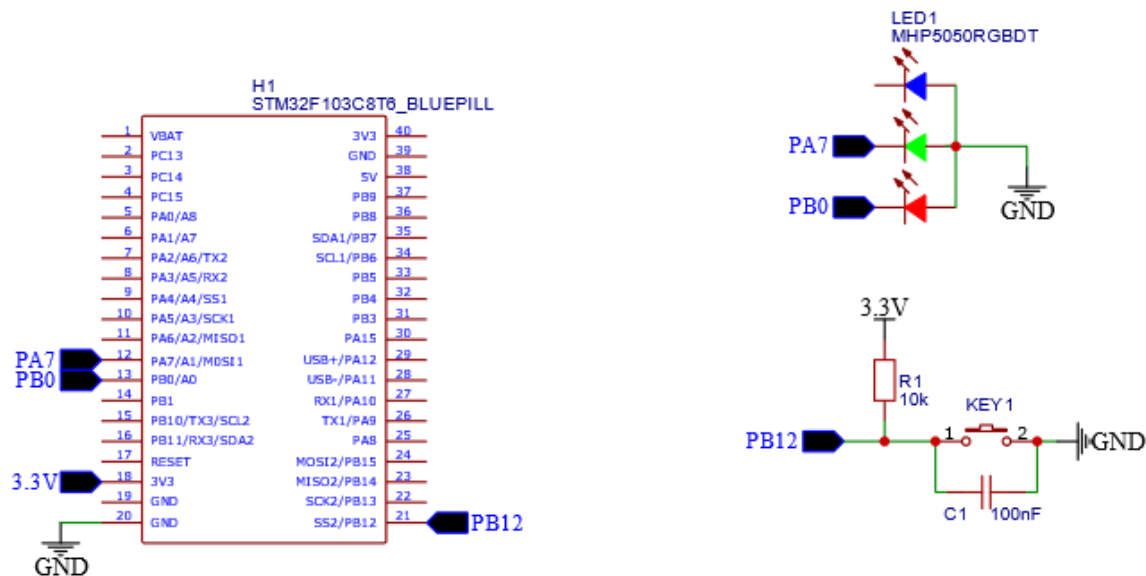 H1
STM32F103C8T6_BLUEPILL
1 VBAT 3V3 40
2 PC13 GND 39
3 PC14 5V 38
4 PC15 PB9 37
5 PA0/A8 PB8 36
6 PA1/A7 SDA1/PB7 35
7 PA2/A6/TX2 SCL1/PB6 34
8 PA3/A5/RX2 PB5 33
9 PA4/A4/SS1 PB4 32
10 PA5/A3/SCK1 PB3 31
11 PA6/A2/MISO1 PA15 30
PA7 12 PA7/A1/MOSI1 USB+/PA12 29
PB0 13 PB0/A0 USB-/PA11 28
14 PB1 RX1/PA10 27
15 PB10/TX3/SCL2 TX1/PA9 26
16 PB11/RX3/SDA2 PA8 25
17 RESET MOSI2/PB15 24
3.3V 18 3V3 MISO2/PB14 23
19 GND SCK2/PB13 22
20 GND SS2/PB12 21 PB12
GND
LED1
MHP5050RGBDT
PA7
PB0
GND
3.3V
R1
10k
KEY1
PB12 1 2 GND
C1 100nF